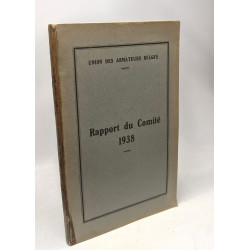 UNION DES ARMATEURS BELGES
Rapport du Comité
1938